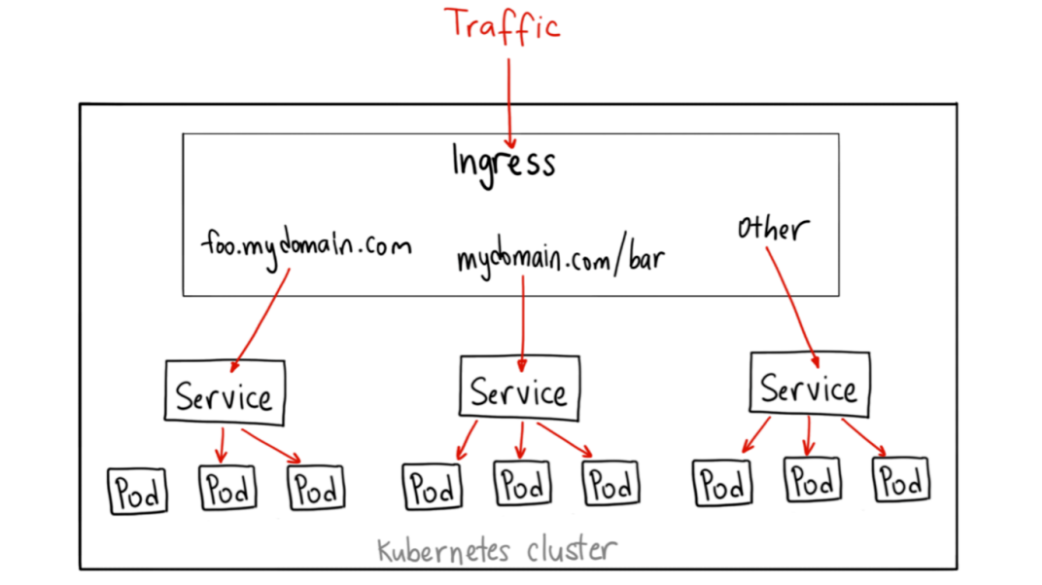 Traffic
Ingress
foo.mydomain.com
mydomain.com/bar
Other
Service
Service
Service
Pod
Pod
Pod
Pod
Pod
Pod
Pod
Pod
Pod
Kubernetes cluster